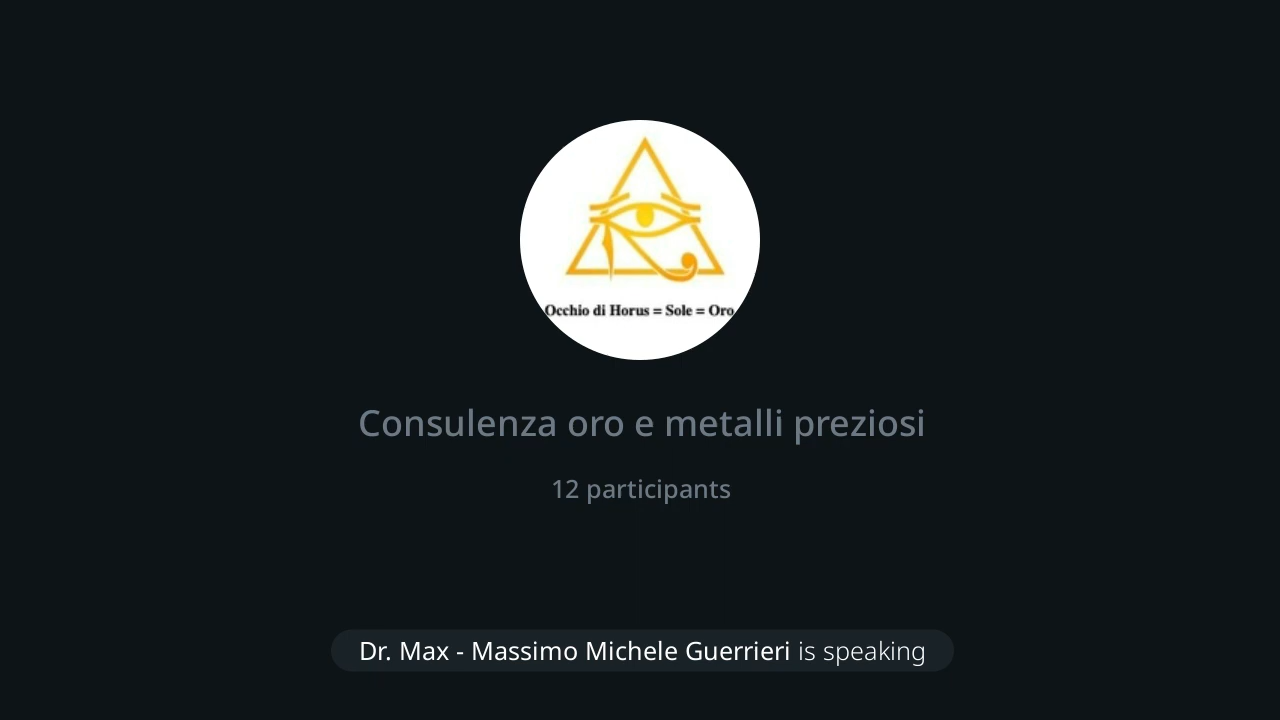 Occhio di Horus = Sole = Oro
Consulenza oro e metalli preziosi
12 participants
Dr. Max - Massimo Michele Guerrieri is speaking